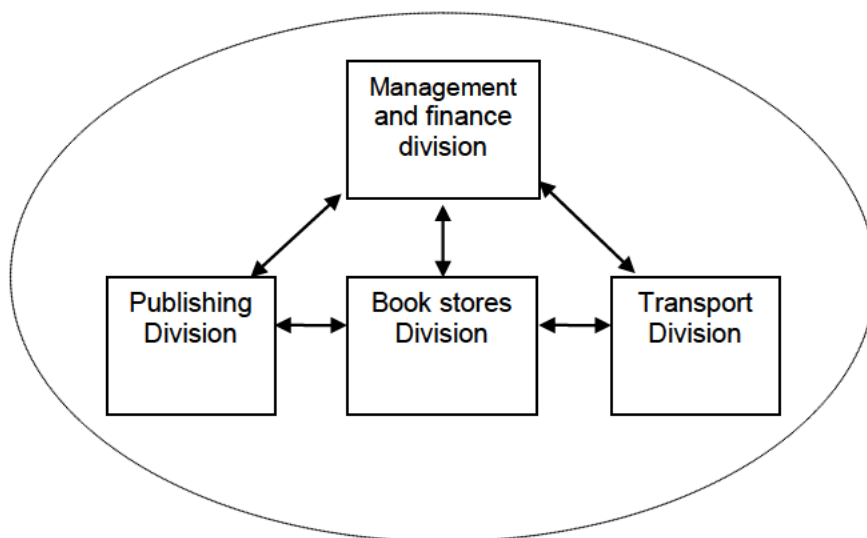 Management
and finance
division
Publishing
Division
Book stores
Division
Transport
Division